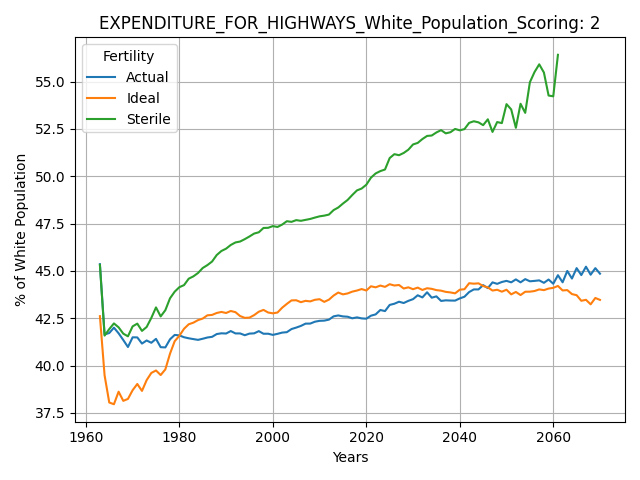 EXPENDITURE_FOR_HIGHWAYS_White_Population_Scoring: 2
Fertility
Actual
Ideal
Sterile
% of White Population
55.0
52.5
50.0
47.5
45.0
42.5
40.0
37.5
1960
1980
2000
2020
2040
2060
Years